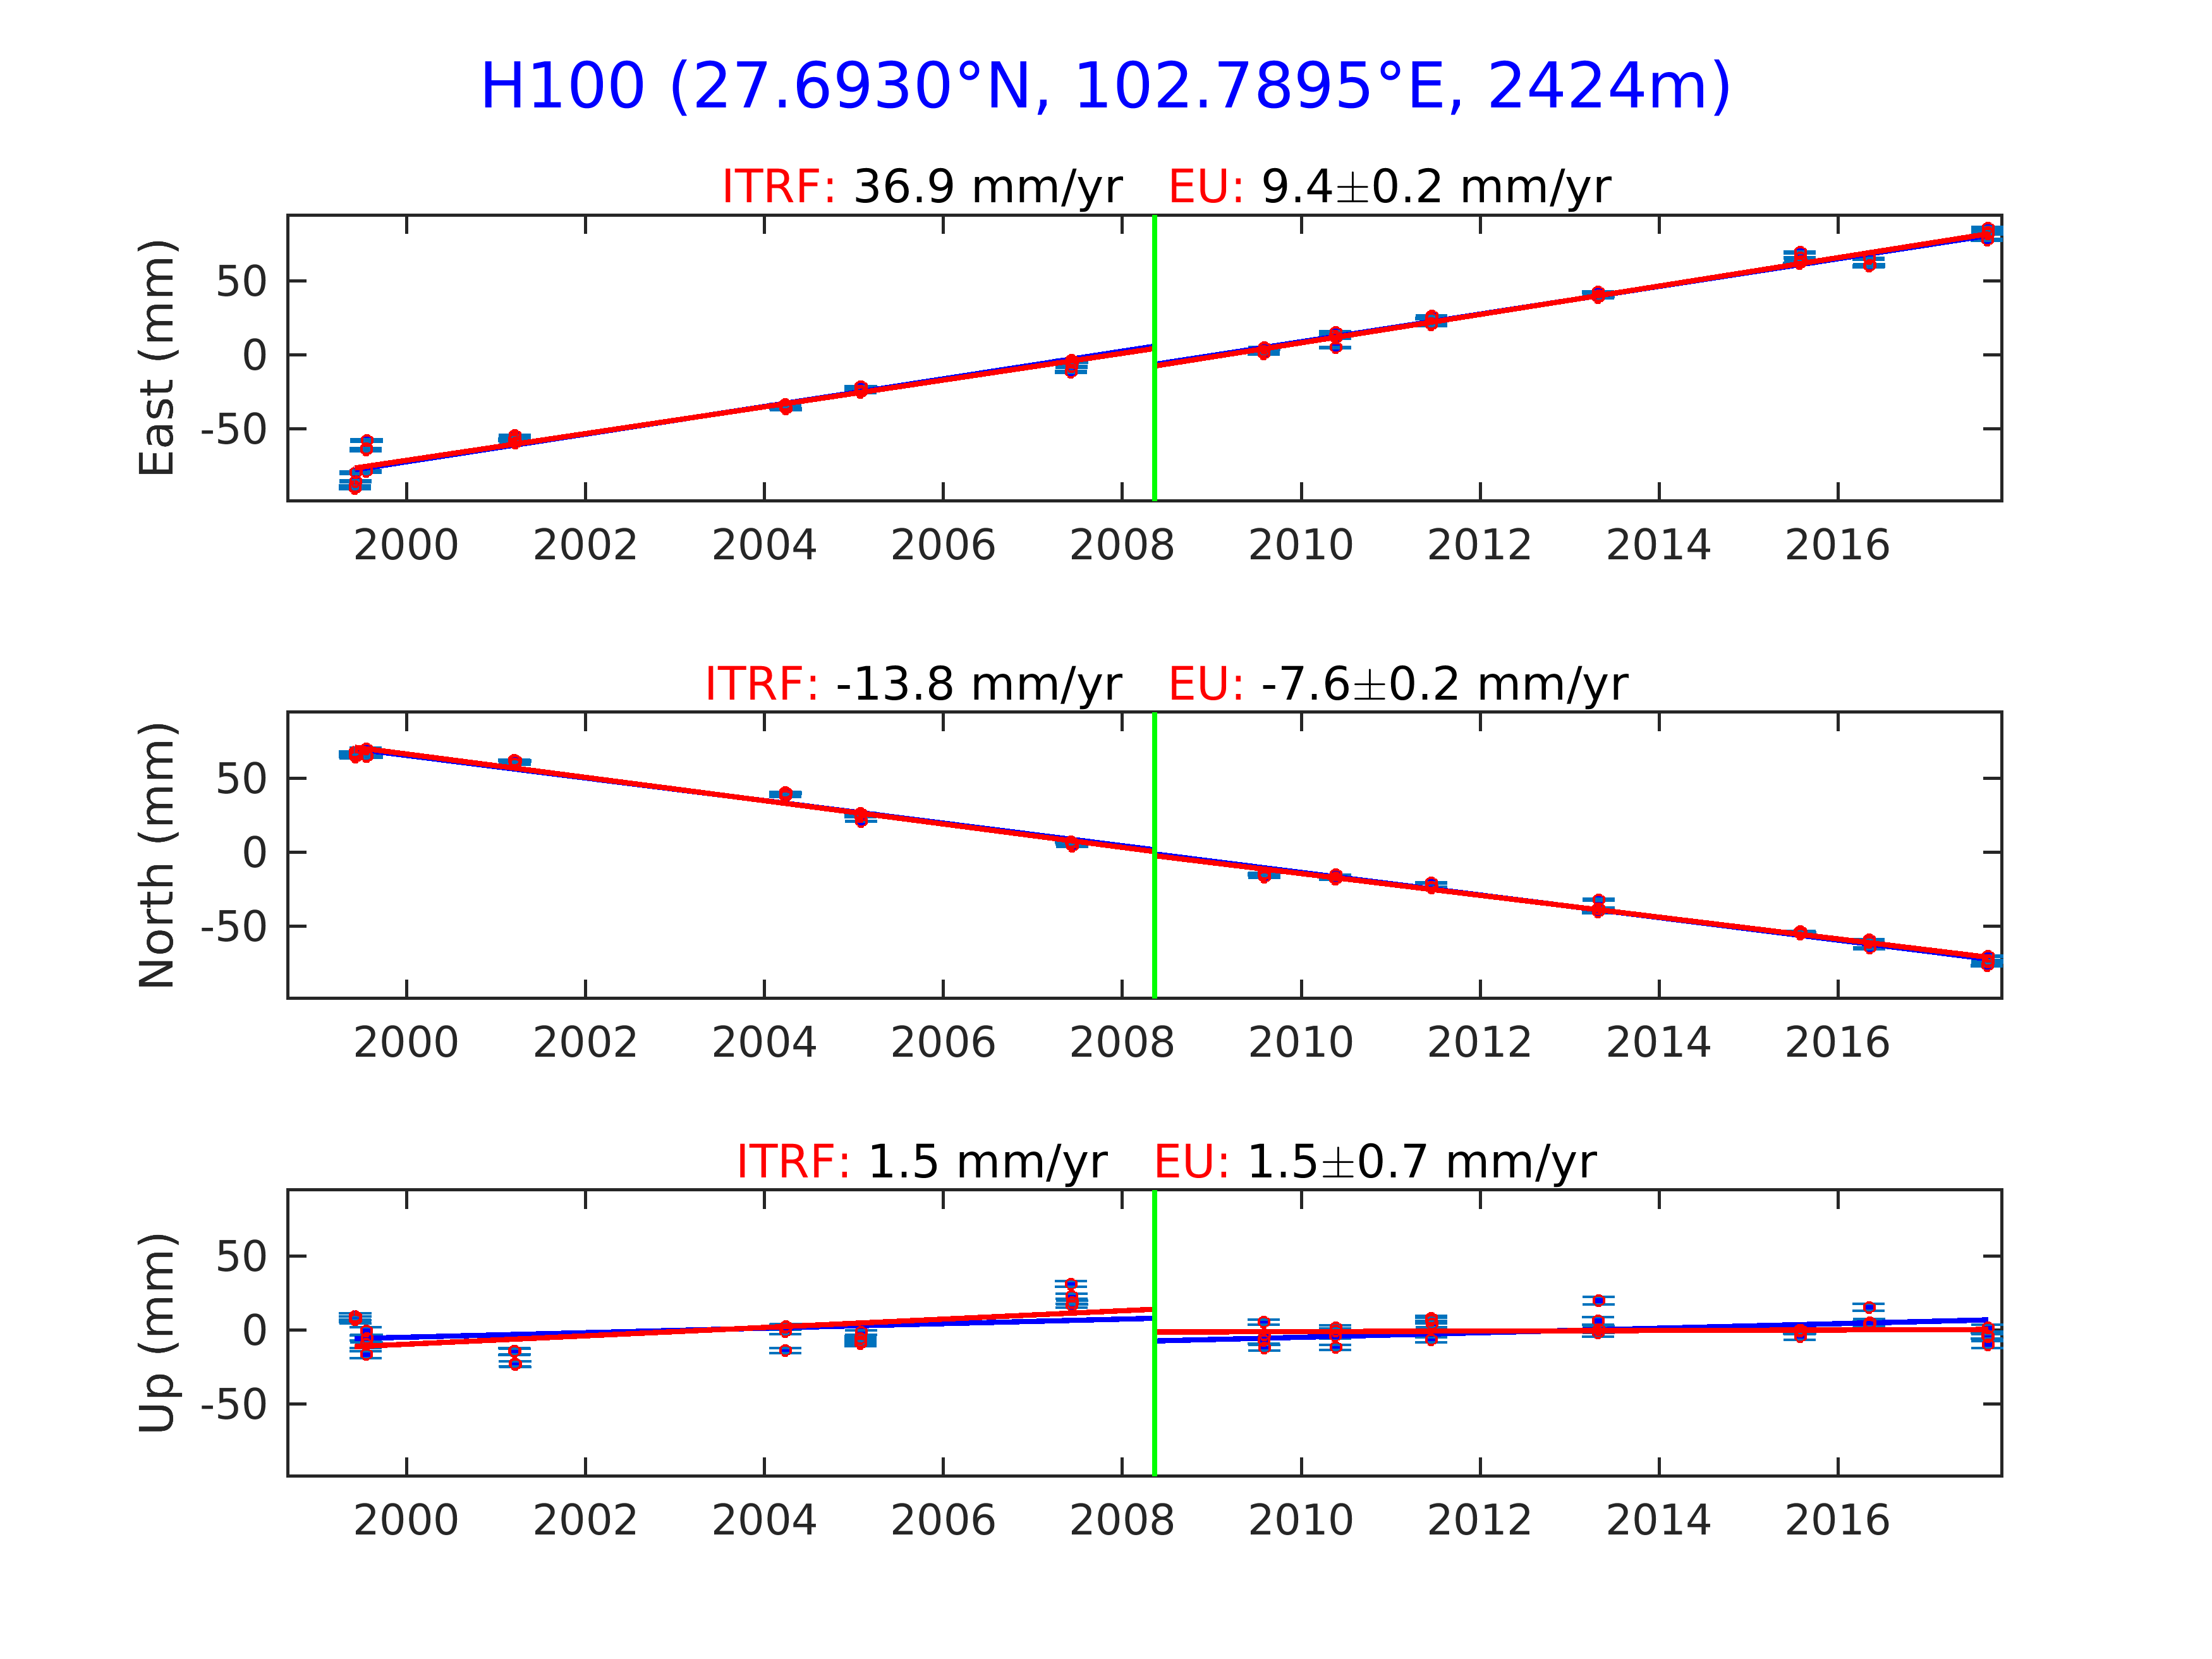 H100 (27.6930°N, 102.7895°E, 2424m)
ITRF: 36.9 mm/yr EU: 9.4±0.2 mm/yr
East (mm)
50
0
-50
2000 2002 2004 2006 2008 2010 2012 2014 2016
ITRF: -13.8 mm/yr EU: -7.6±0.2 mm/yr
North (mm)
50
0
-50
2000 2002 2004 2006 2008 2010 2012 2014 2016
ITRF: 1.5 mm/yr EU: 1.5±0.7 mm/yr
Up (mm)
50
0
-50
2000 2002 2004 2006 2008 2010 2012 2014 2016